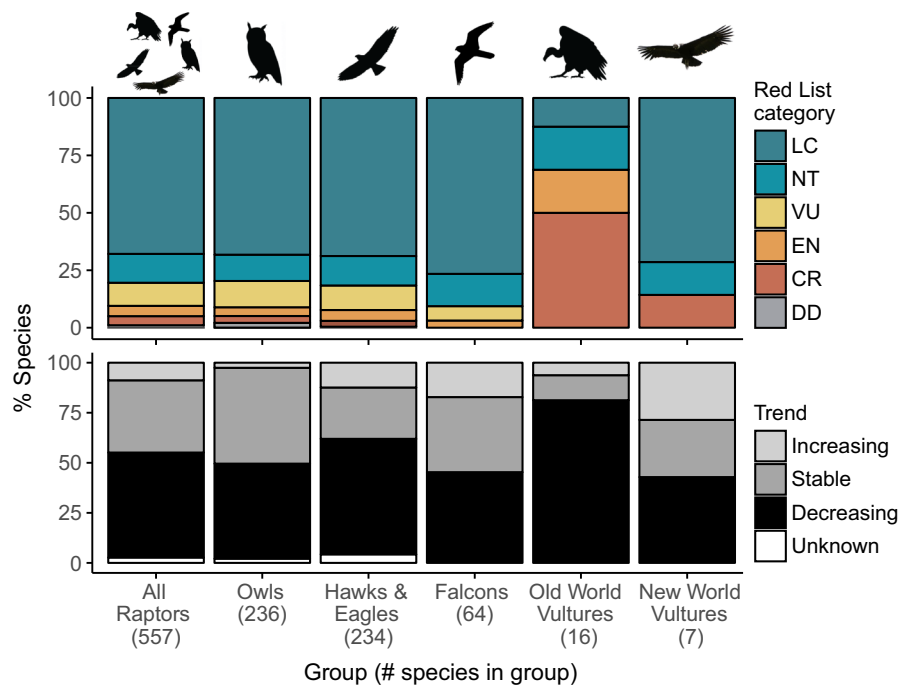 Red List
category
LC
NT
VU
EN
CR
DD
100
75
50
25
0
% Species
100
75
50
25
0
Trend
Increasing
Stable
Decreasing
Unknown
All
Raptors
(557)
Owls
(236)
Hawks &
Eagles
(234)
Falcons
(64)
Old World
Vultures
(16)
New World
Vultures
(7)
Group (# species in group)